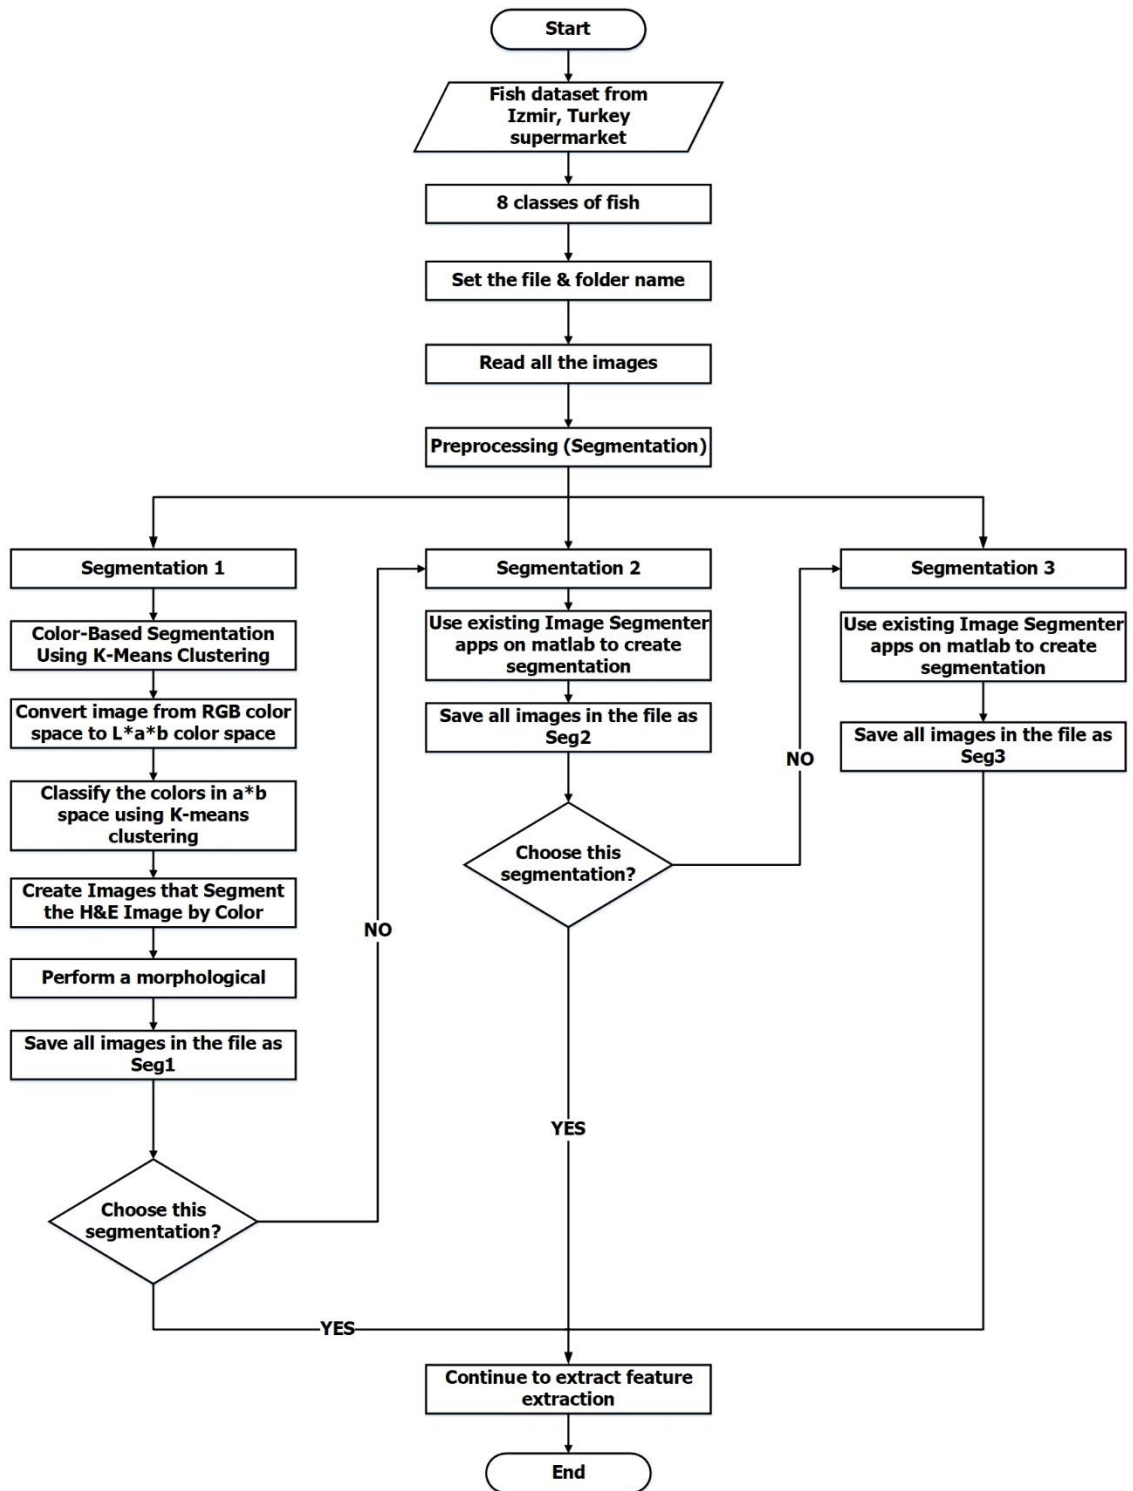 Start
Fish dataset from
Izmir, Turkey
supermarket
8 classes of fish
Set the file & folder name
Read all the images
Preprocessing (Segmentation)
Segmentation 1
Color-Based Segmentation
Using K-Means Clustering
Convert image from RGB color
space to L*a*b color space
Classify the colors in a*b
space using K-means
clustering
Create Images that Segment
the H&E Image by Color
Perform a morphological
Save all images in the file as
Seg1
Choose this
segmentation?
NO
YES
Segmentation 2
Use existing Image Segmenter
apps on matlab to create
segmentation
Save all images in the file as
Seg2
Choose this
segmentation?
NO
YES
Segmentation 3
Use existing Image Segmenter
apps on matlab to create
segmentation
Save all images in the file as
Seg3
Continue to extract feature
extraction
End